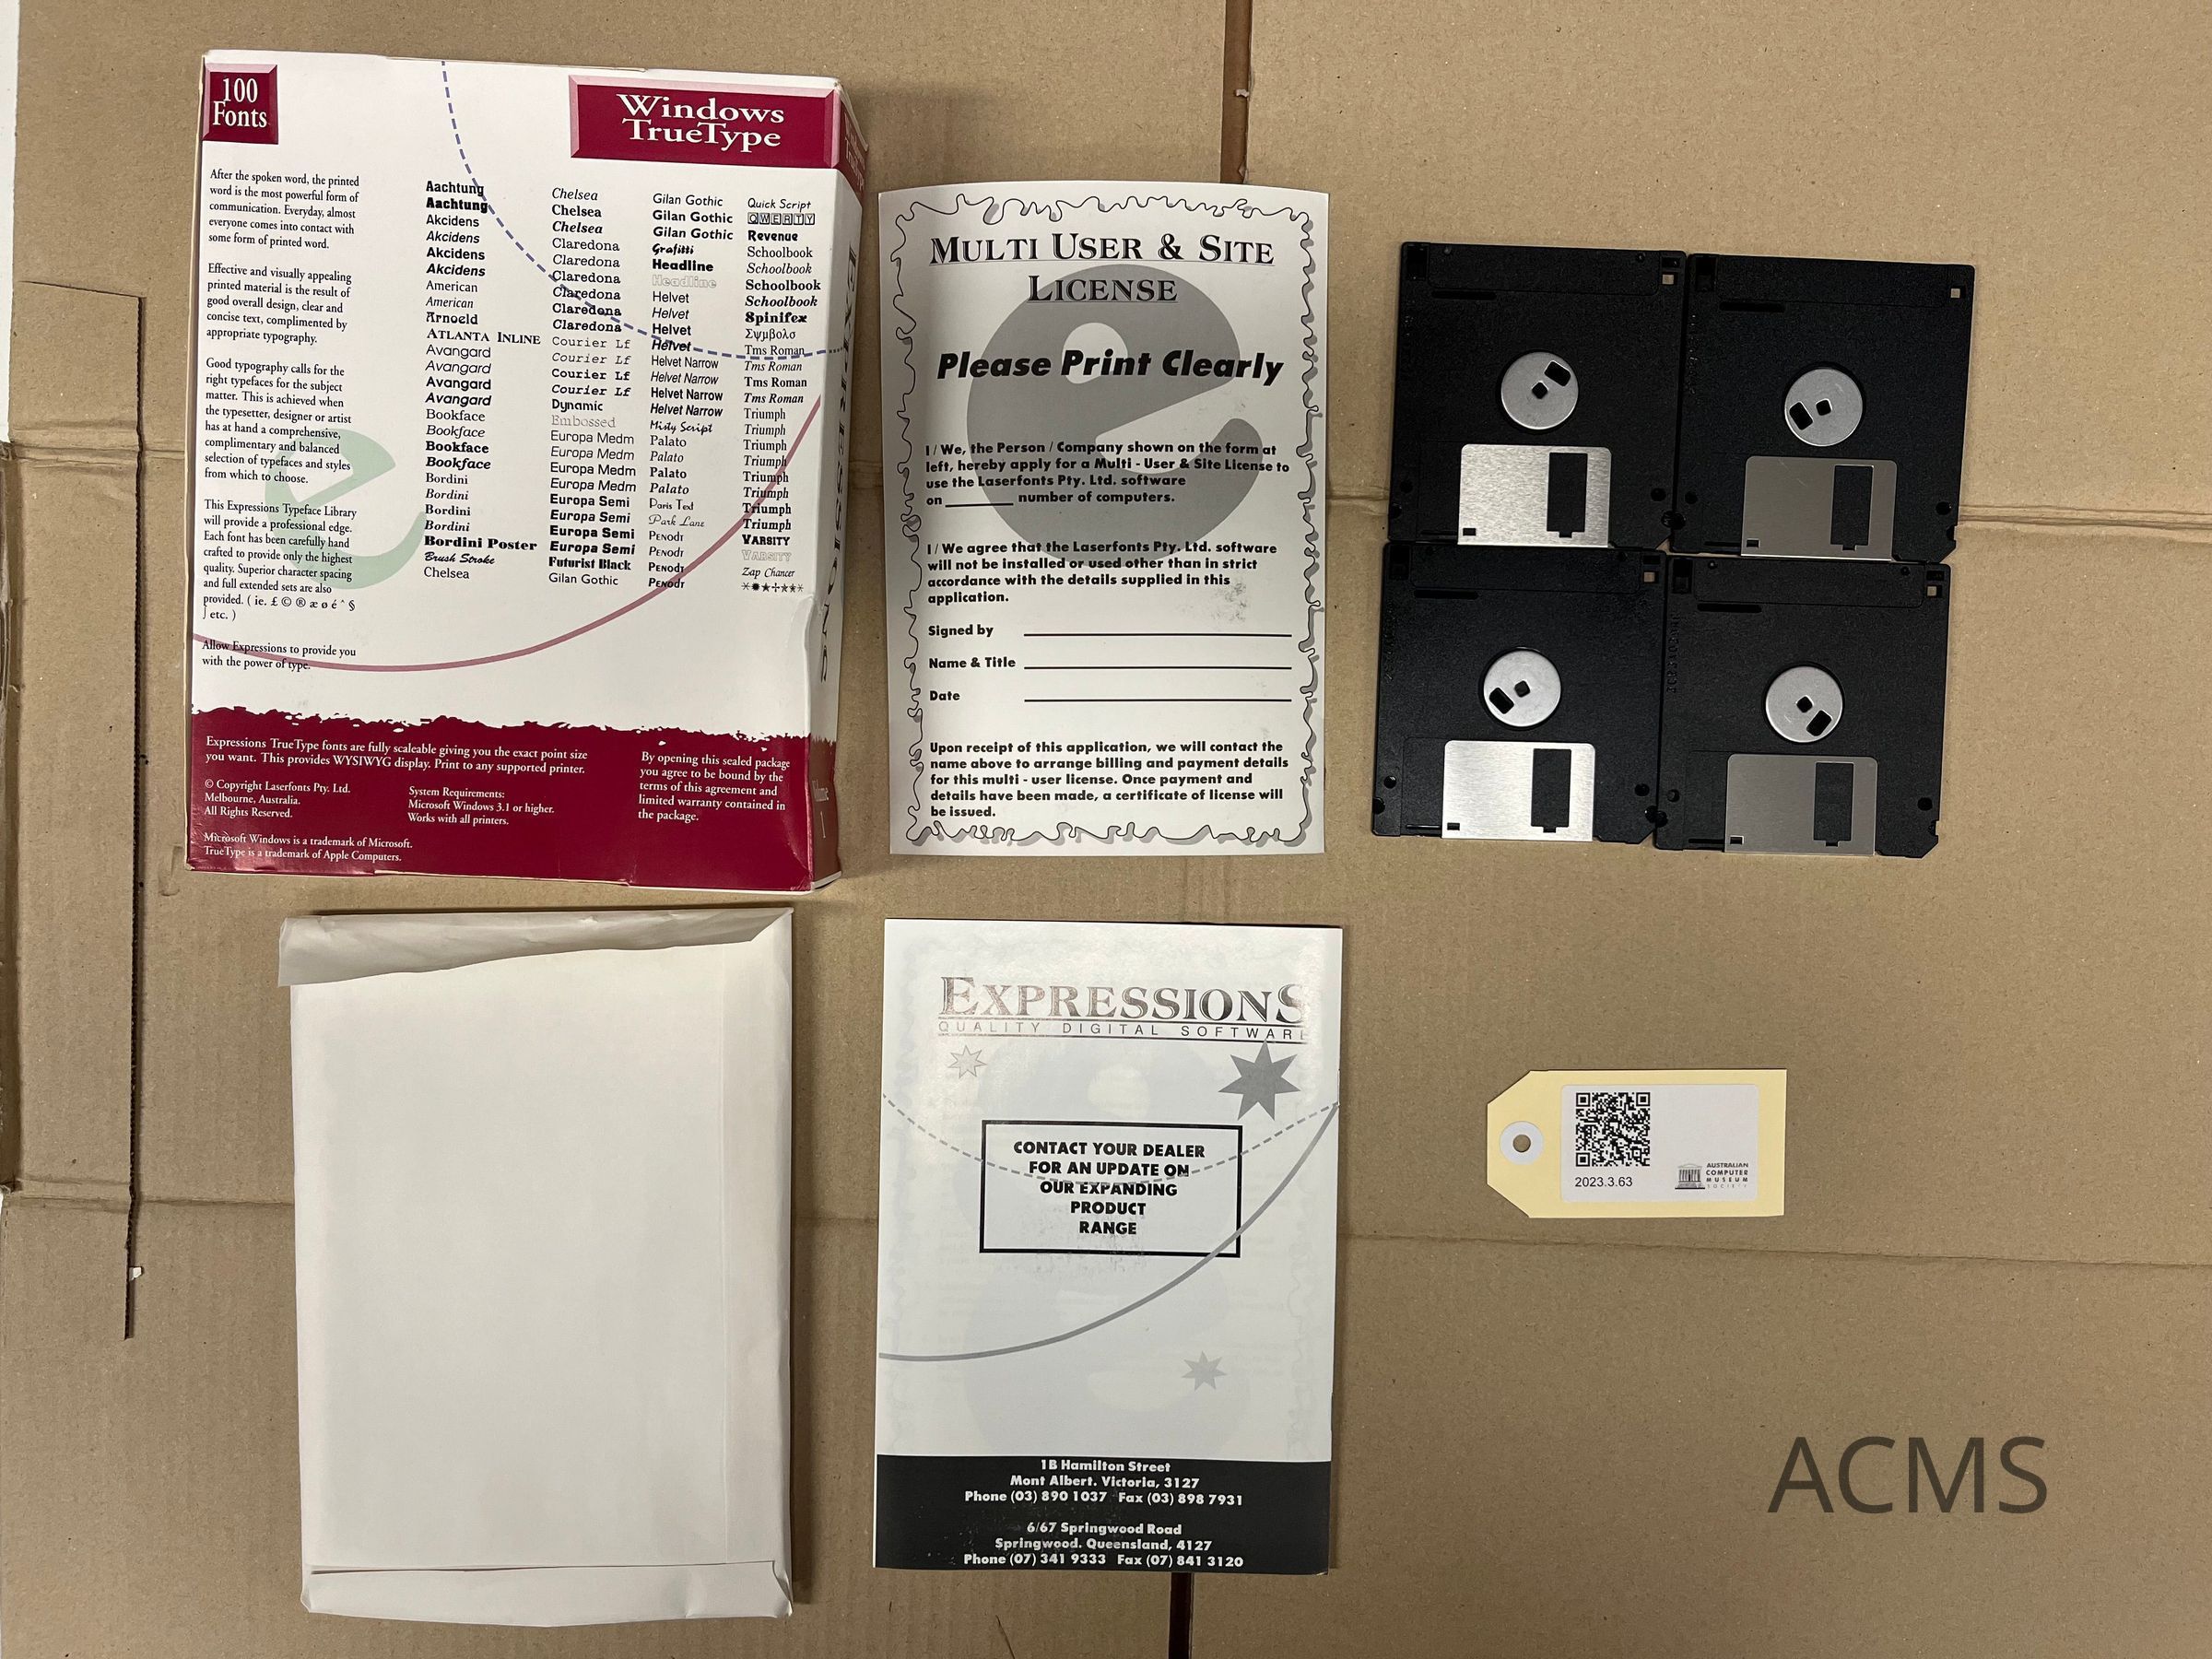 100
Fonts
Windows
TrueType
After the spoken word, the printed
word is the most powerful form of
communication. Everyday, almost
everyone comes into contact with
some form of printed word.
Effective and visually appealing
printed material is the result of
good overall design, clear and
concise text, complimented by
appropriate typography.
Good typography calls for the
right typefaces for the subject
matter. This is achieved when
the typesetter, designer or artist
has at hand a comprehensive,
complimentary and balanced
selection of typefaces and styles
from which to choose.
This Expressions Typeface Library
will provide a professional edge.
Each font has been carefully hand
crafted to provide only the highest
quality. Superior character spacing
and full extended sets are also
provided. ( ie. £ © ® æ ø é ˆ §
∫ etc. )
Allow Expressions to provide you
with the power of type.
Aachtung
Aachtung
Akcidens
Akcidens
Akcidens
Akcidens
American
American
Arnoeld
ATLANTA INLINE
Avangard
Avangard
Avangard
Avangard
Bookface
Bookface
Bookface
Bookface
Bordini
Bordini
Bordini
Bordini
Bordini Poster
Brush Stroke
Chelsea
Chelsea
Chelsea
Chelsea
Claredona
Claredona
Claredona
Claredona
Claredona
Claredona
Courier Lf
Courier Lf
Courier Lf
Courier Lf
Dynamic
Embossed
Europa Medm
Europa Medm
Europa Medm
Europa Medm
Europa Semi
Europa Semi
Europa Semi
Europa Semi
Futurist Black
Gilan Gothic
Gilan Gothic
Gilan Gothic
Gilan Gothic
Grafitti
Headline
Headline
Helvet
Helvet
Helvet
Helvet
Helvet Narrow
Helvet Narrow
Helvet Narrow
Helvet Narrow
Misty Script
Palato
Palato
Palato
Palato
Paris Text
Park Lane
Penodt
Penodt
Penodt
Penodt
Quick Script
QWERTY
Revenue
Schoolbook
Schoolbook
Schoolbook
Schoolbook
Spinifex
Σψμβολσ
Tms Roman
Tms Roman
Tms Roman
Tms Roman
Triumph
Triumph
Triumph
Triumph
Triumph
Triumph
Triumph
Triumph
VARSITY
VARSITY
Zap Chancer
Expressions TrueType fonts are fully scaleable giving you the exact point size
you want. This provides WYSIWYG display. Print to any supported printer.
© Copyright Laserfonts Pty. Ltd.
Melbourne, Australia.
All Rights Reserved.
System Requirements:
Microsoft Windows 3.1 or higher.
Works with all printers.
By opening this sealed package
you agree to be bound by the
terms of this agreement and
limited warranty contained in
the package.
Microsoft Windows is a trademark of Microsoft.
TrueType is a trademark of Apple Computers.
MULTI USER & SITE
LICENSE
Please Print Clearly
I / We, the Person / Company shown on the form at
left, hereby apply for a Multi - User & Site License to
use the Laserfonts Pty. Ltd. software
on ________ number of computers.
I / We agree that the Laserfonts Pty. Ltd. software
will not be installed or used other than in strict
accordance with the details supplied in this
application.
Signed by
Name & Title
Date
Upon receipt of this application, we will contact the
name above to arrange billing and payment details
for this multi - user license. Once payment and
details have been made, a certificate of license will
be issued.
EXPRESSIONS
QUALITY DIGITAL SOFTWARE
CONTACT YOUR DEALER
FOR AN UPDATE ON
OUR EXPANDING
PRODUCT
RANGE
1B Hamilton Street
Mont Albert. Victoria, 3127
Phone (03) 890 1037 Fax (03) 898 7931
6/67 Springwood Road
Springwood. Queensland, 4127
Phone (07) 341 9333 Fax (07) 841 3120
2023.3.63
AUSTRALIAN
COMPUTER
MUSEUM
SOCIETY
ACMS